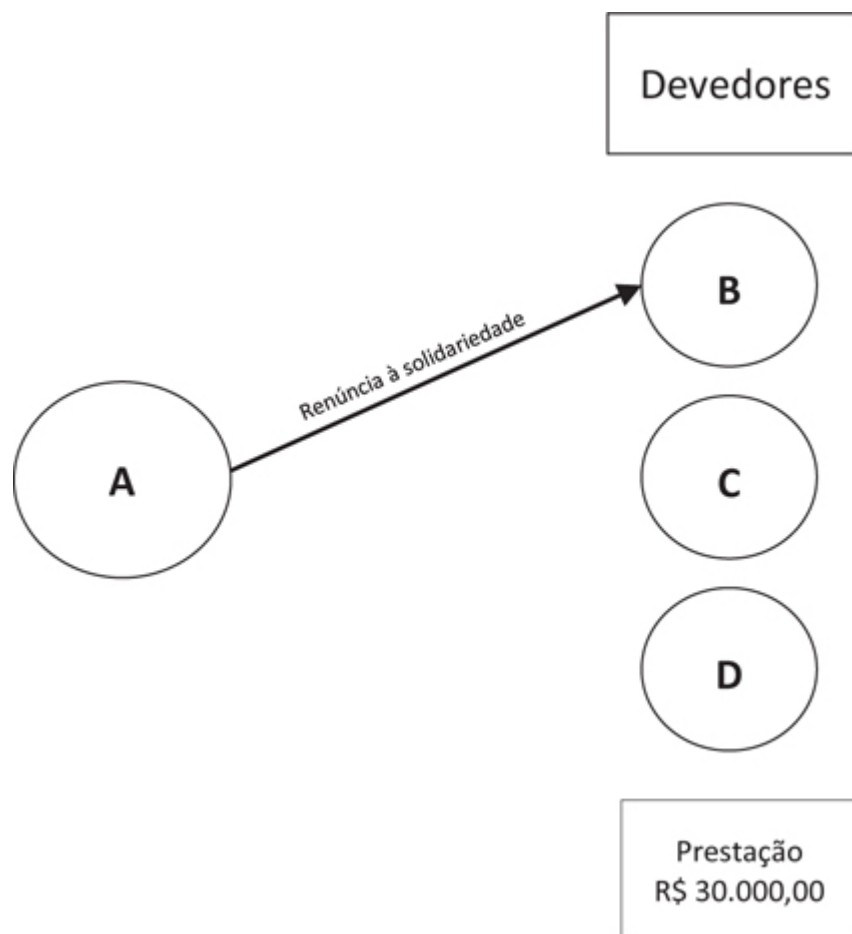 Devedores
B
Renúncia à solidariedade
A
C
D
Prestação
R$ 30.000,00